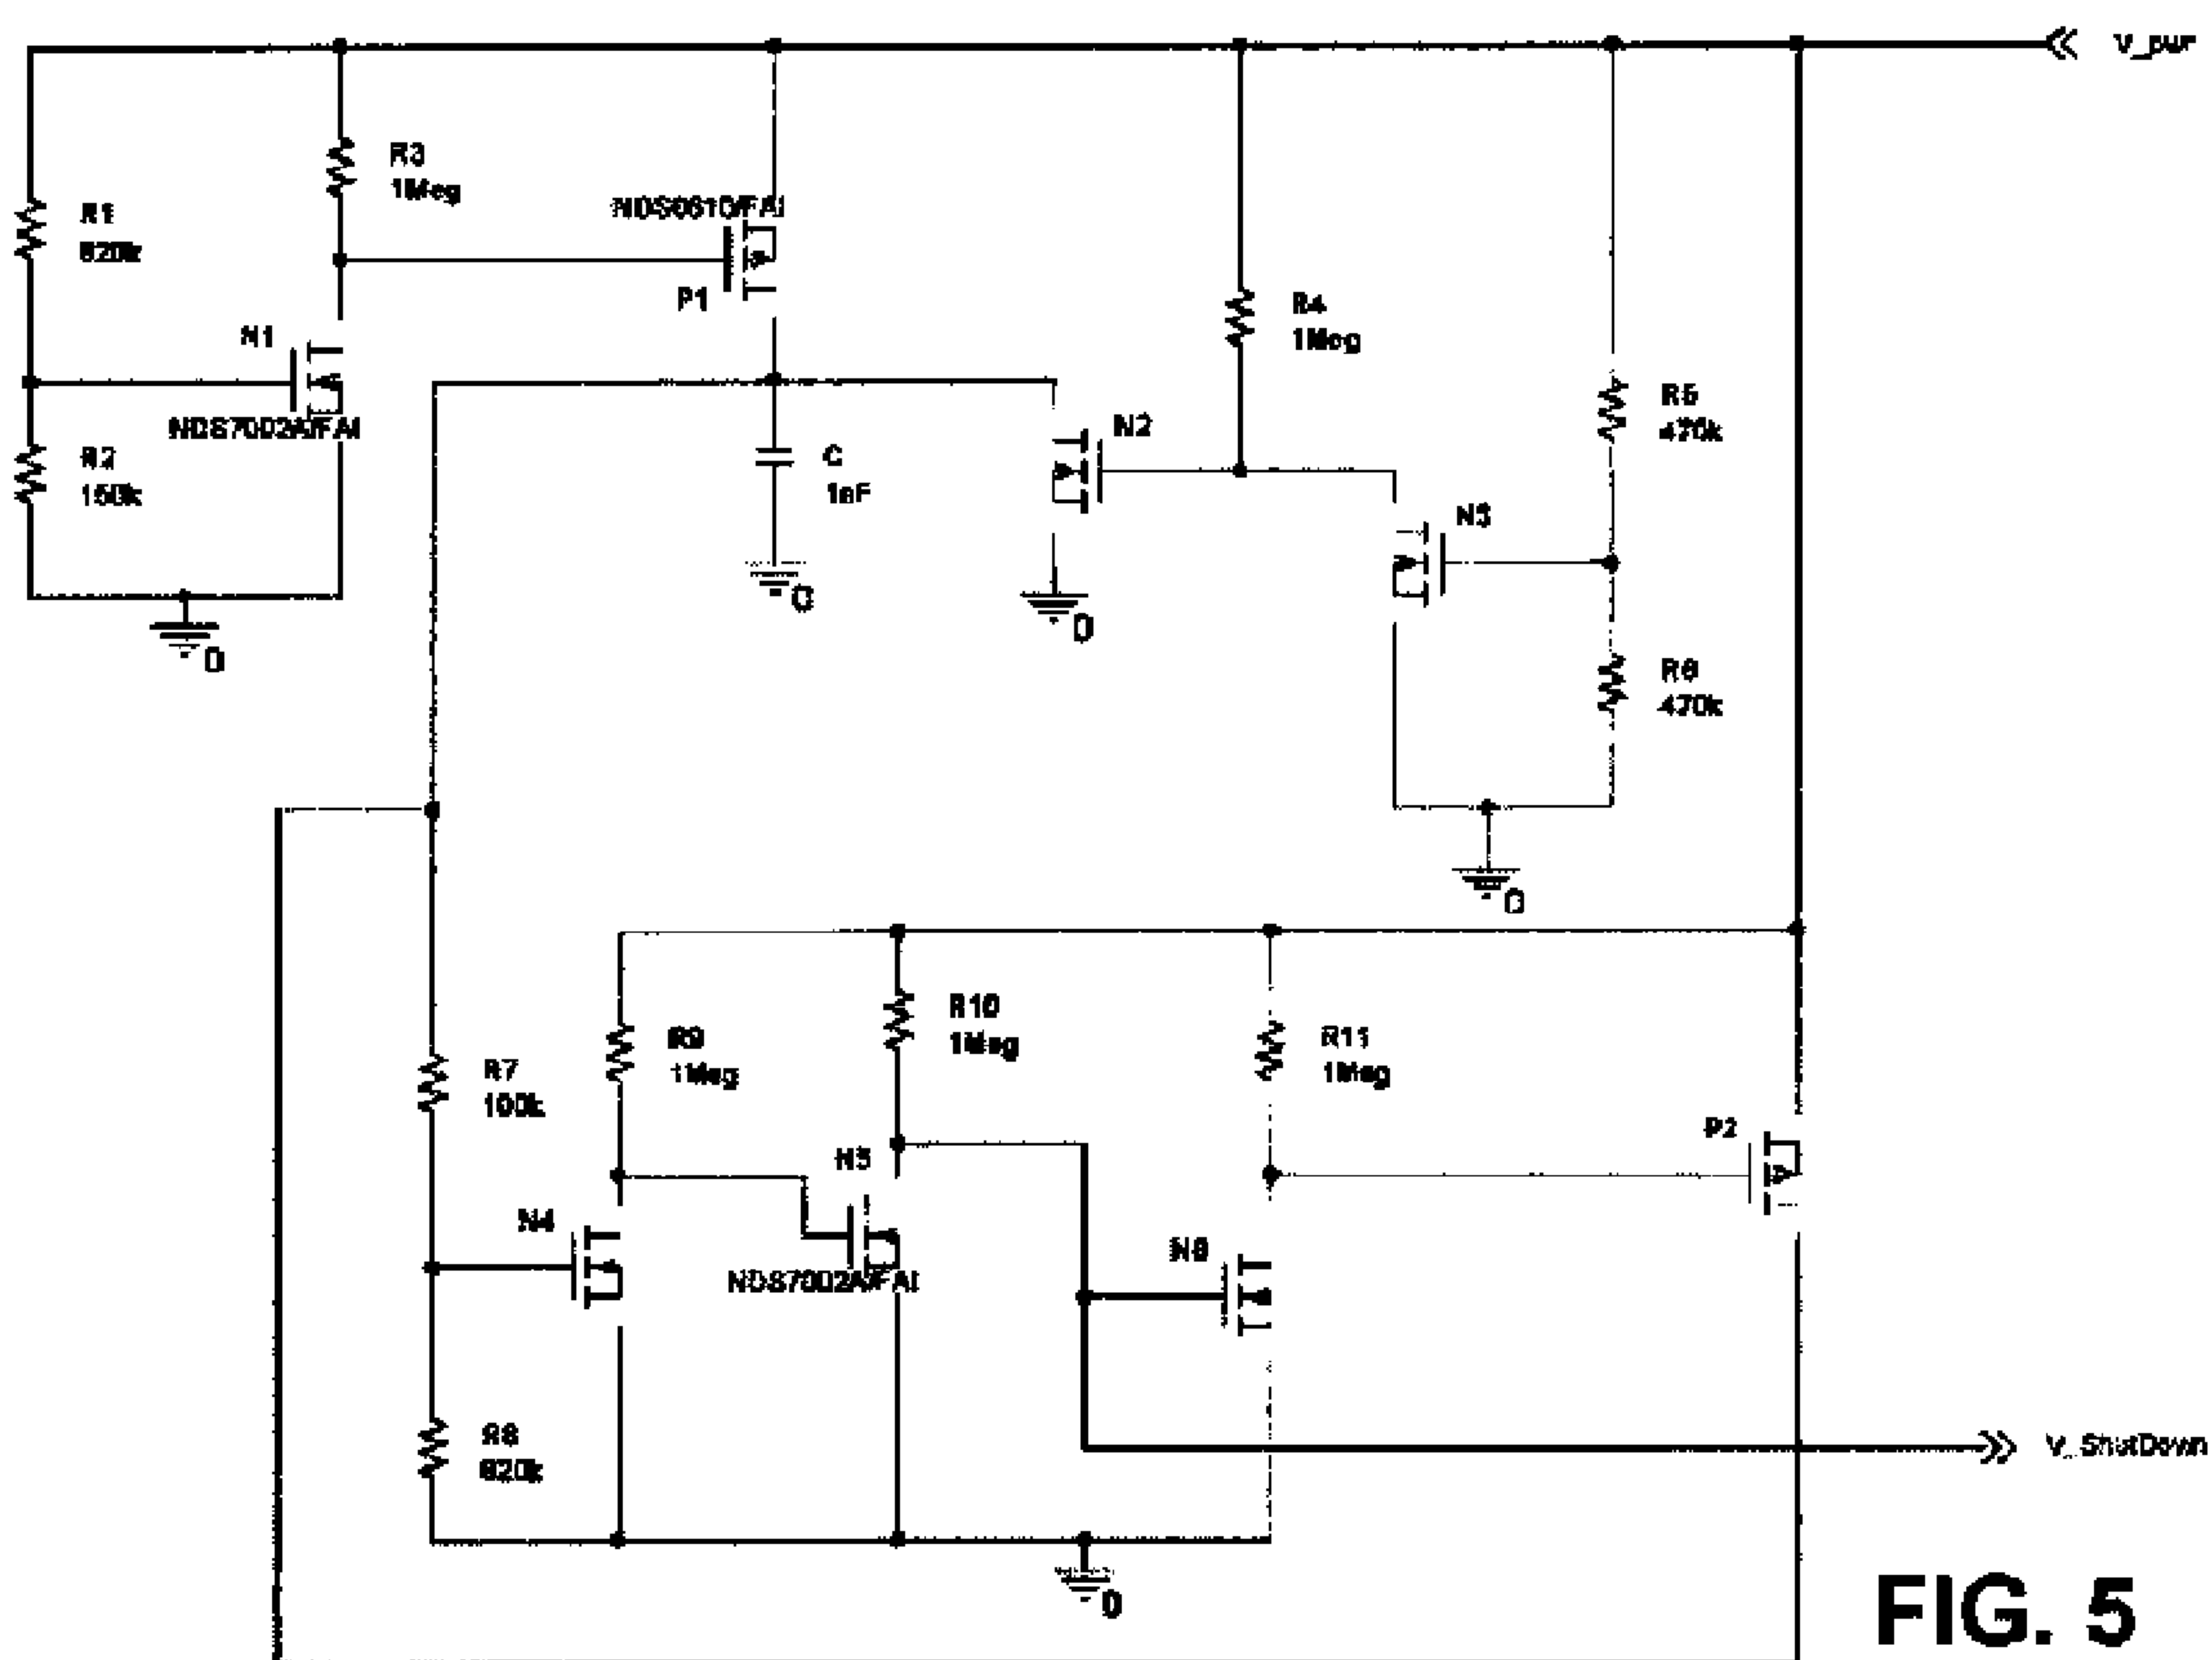 V_pwr
R3
1Meg
R1
820k
NDS0610/FAI
P1
N1
NDS7002A/FAI
R2
150k
R4
1Meg
R5
470k
N2
C
0
N3
R6
470k
0
0
0
R7
100k
R9
1Meg
R10
1Meg
R11
1Meg
P2
N5
N4
NDS7002A/FAI
R8
820k
V_ShutDown
0
FIG. 5